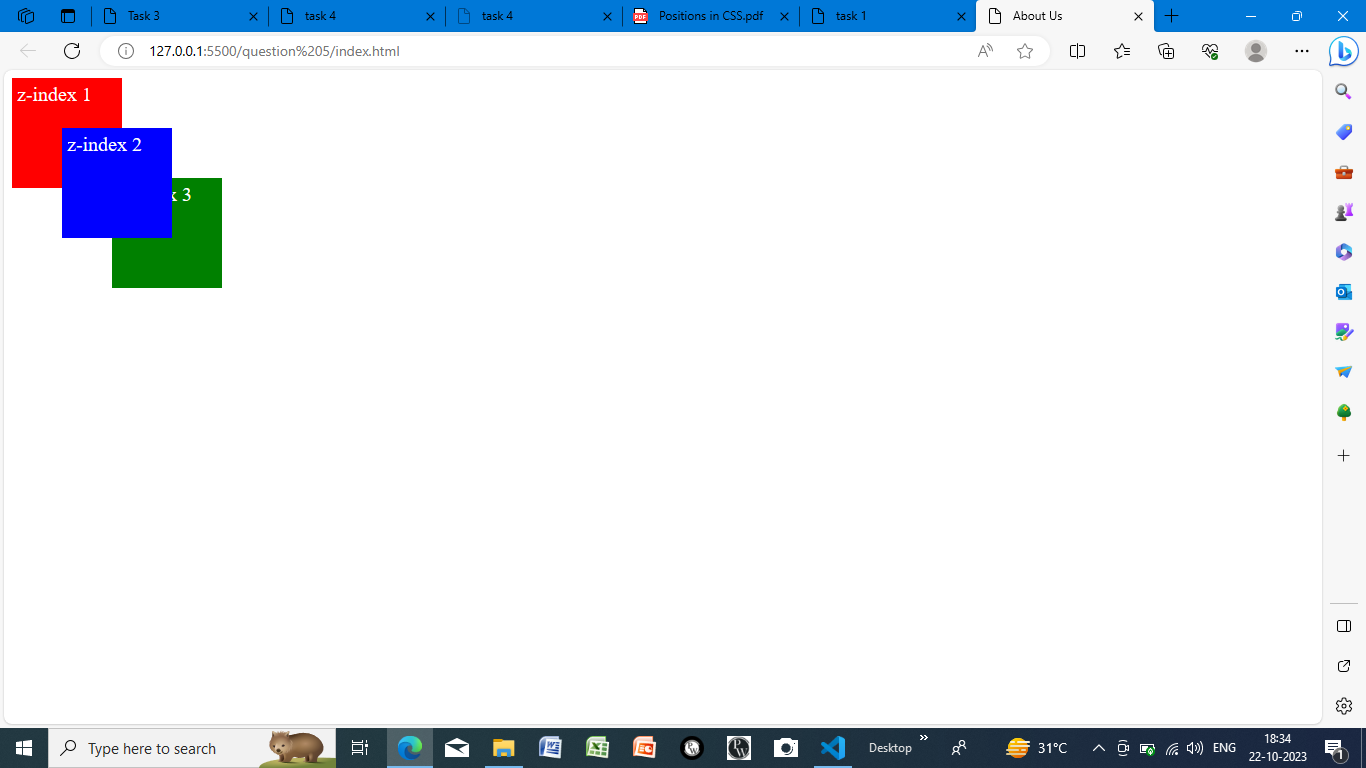 Task 3
task 4
task 4
PDF
Positions in CSS.pdf
task 1
About Us
127.0.0.1:5500/question%205/index.html
z-index 1
z-index 2
3
Type here to search
Desktop
31°C
ENG
18:34
22-10-2023
1